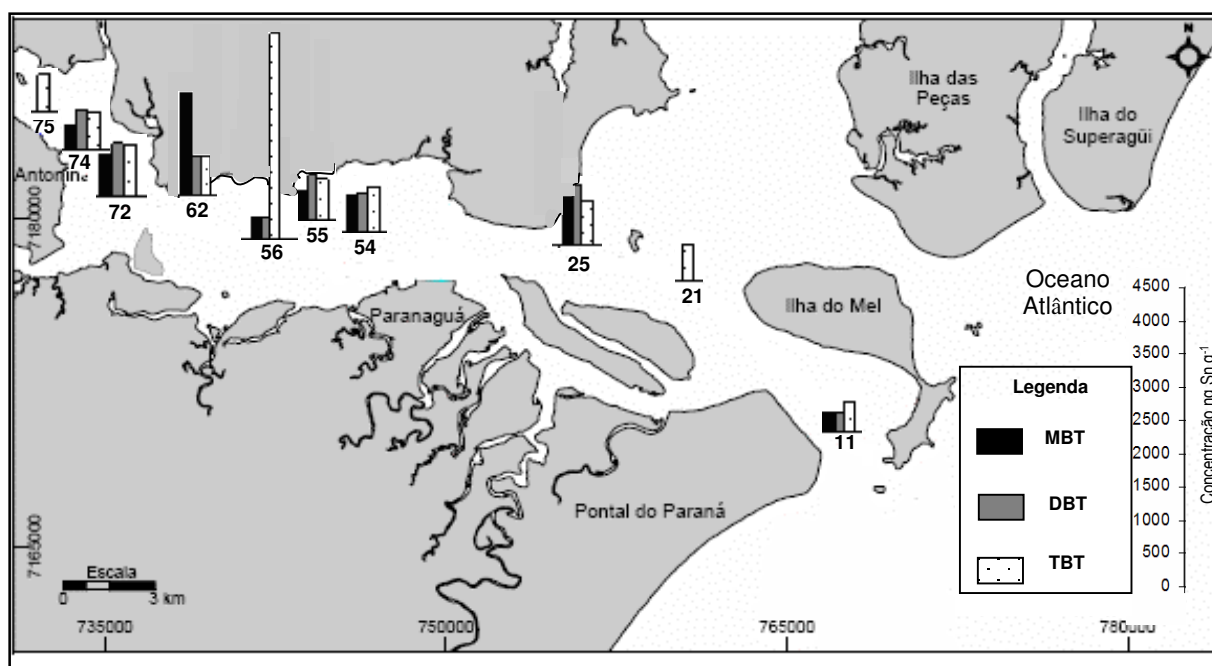 N
Ilha das
Peças
Ilha do
Superagüi
75
74
Antonina
72
62
56
55
54
25
21
7180000
Paranaguá
Ilha do Mel
Oceano
Atlântico
11
Pontal do Paraná
7165000
Escala
0 3 km
735000
750000
765000
780000
Legenda
MBT
DBT
TBT
4500
4000
3500
3000
2500
2000
1500
1000
500
0
Concentração ng Sn g-1